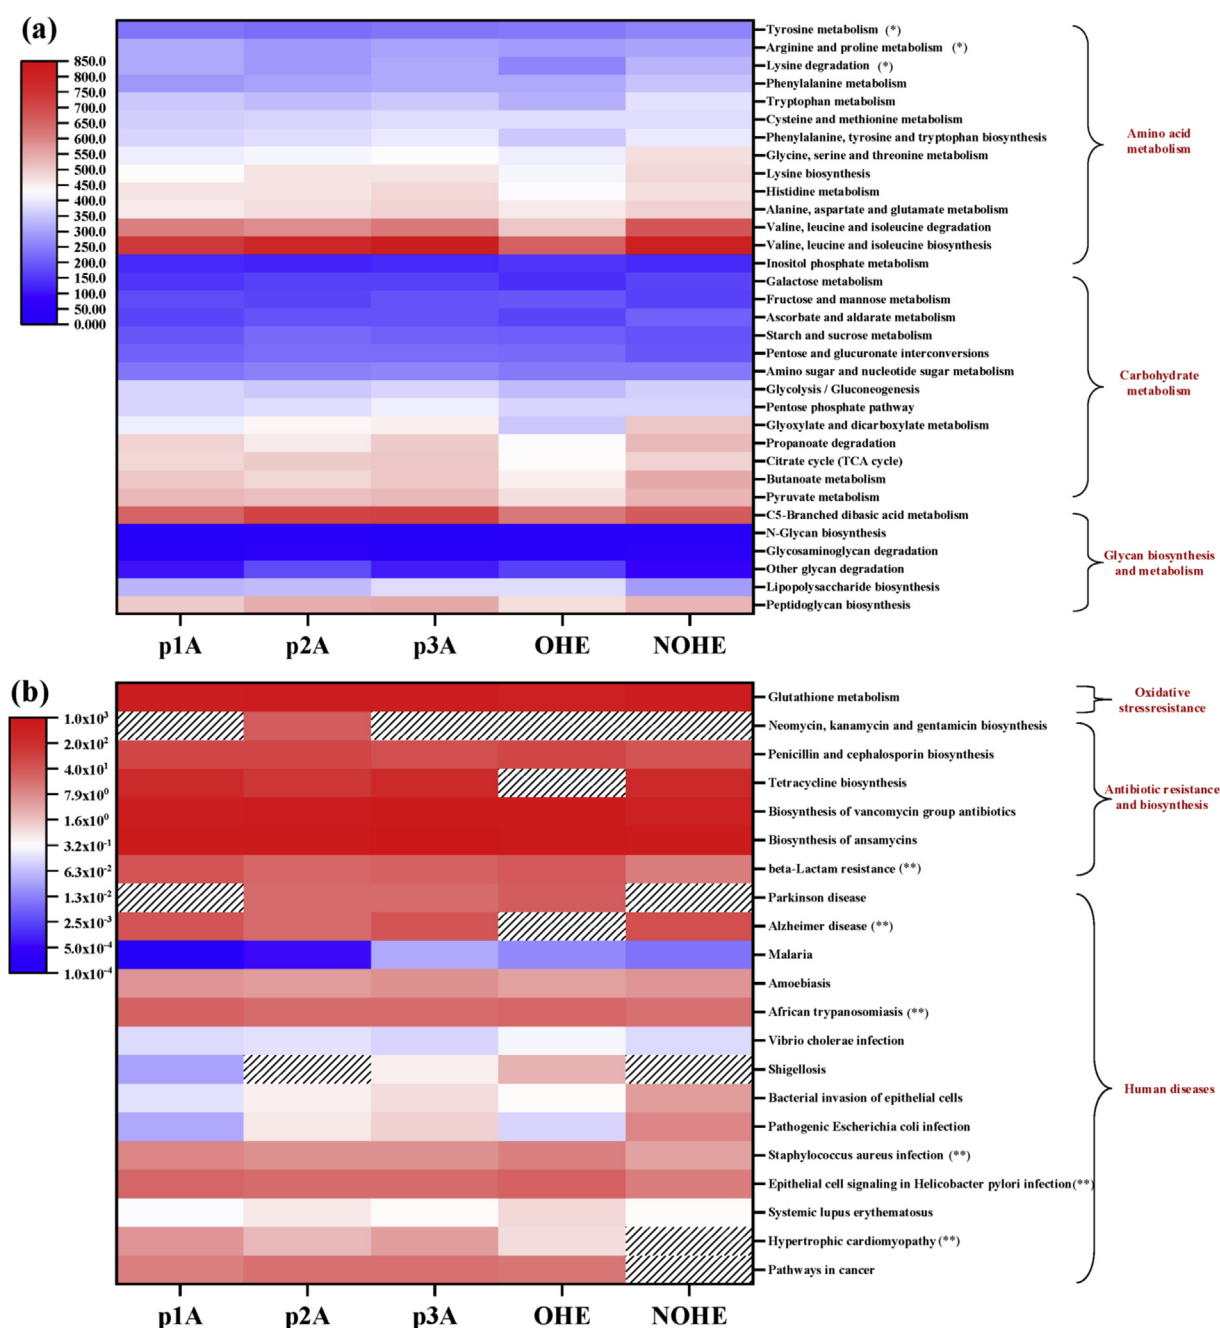 (a)
850.0
800.0
750.0
700.0
650.0
600.0
550.0
500.0
450.0
400.0
350.0
300.0
250.0
200.0
150.0
100.0
50.00
0.000
Tyrosine metabolism (*)
Arginine and proline metabolism (*)
Lysine degradation (*)
Phenylalanine metabolism
Tryptophan metabolism
Cysteine and methionine metabolism
Phenylalanine, tyrosine and tryptophan biosynthesis
Glycine, serine and threonine metabolism
Lysine biosynthesis
Histidine metabolism
Alanine, aspartate and glutamate metabolism
Valine, leucine and isoleucine degradation
Valine, leucine and isoleucine biosynthesis
Inositol phosphate metabolism
Galactose metabolism
Fructose and mannose metabolism
Ascorbate and aldarate metabolism
Starch and sucrose metabolism
Pentose and glucuronate interconversions
Amino sugar and nucleotide sugar metabolism
Glycolysis / Gluconeogenesis
Pentose phosphate pathway
Glyoxylate and dicarboxylate metabolism
Propanoate degradation
Citrate cycle (TCA cycle)
Butanoate metabolism
Pyruvate metabolism
C5-Branched dibasic acid metabolism
N-Glycan biosynthesis
Glycosaminoglycan degradation
Other glycan degradation
Lipopolysaccharide biosynthesis
Peptidoglycan biosynthesis
Amino acid
metabolism
Carbohydrate
metabolism
Glycan biosynthesis
and metabolism
p1A p2A p3A OHE NOHE
(b)
1.0x10³
2.0x10²
4.0x10¹
7.9x10⁰
1.6x10⁰
3.2x10⁻¹
6.3x10⁻²
1.3x10⁻²
2.5x10⁻³
5.0x10⁻⁴
1.0x10⁻⁴
Glutathione metabolism
Neomycin, kanamycin and gentamicin biosynthesis
Penicillin and cephalosporin biosynthesis
Tetracycline biosynthesis
Biosynthesis of vancomycin group antibiotics
Biosynthesis of ansamycins
beta-Lactam resistance (**)
Parkinson disease
Alzheimer disease (**)
Malaria
Amoebiasis
African trypanosomiasis (**)
Vibrio cholerae infection
Shigellosis
Bacterial invasion of epithelial cells
Pathogenic Escherichia coli infection
Staphylococcus aureus infection (**)
Epithelial cell signaling in Helicobacter pylori infection(**)
Systemic lupus erythematosus
Hypertrophic cardiomyopathy (**)
Pathways in cancer
Oxidative
stressresistance
Antibiotic resistance
and biosynthesis
Human diseases
p1A p2A p3A OHE NOHE